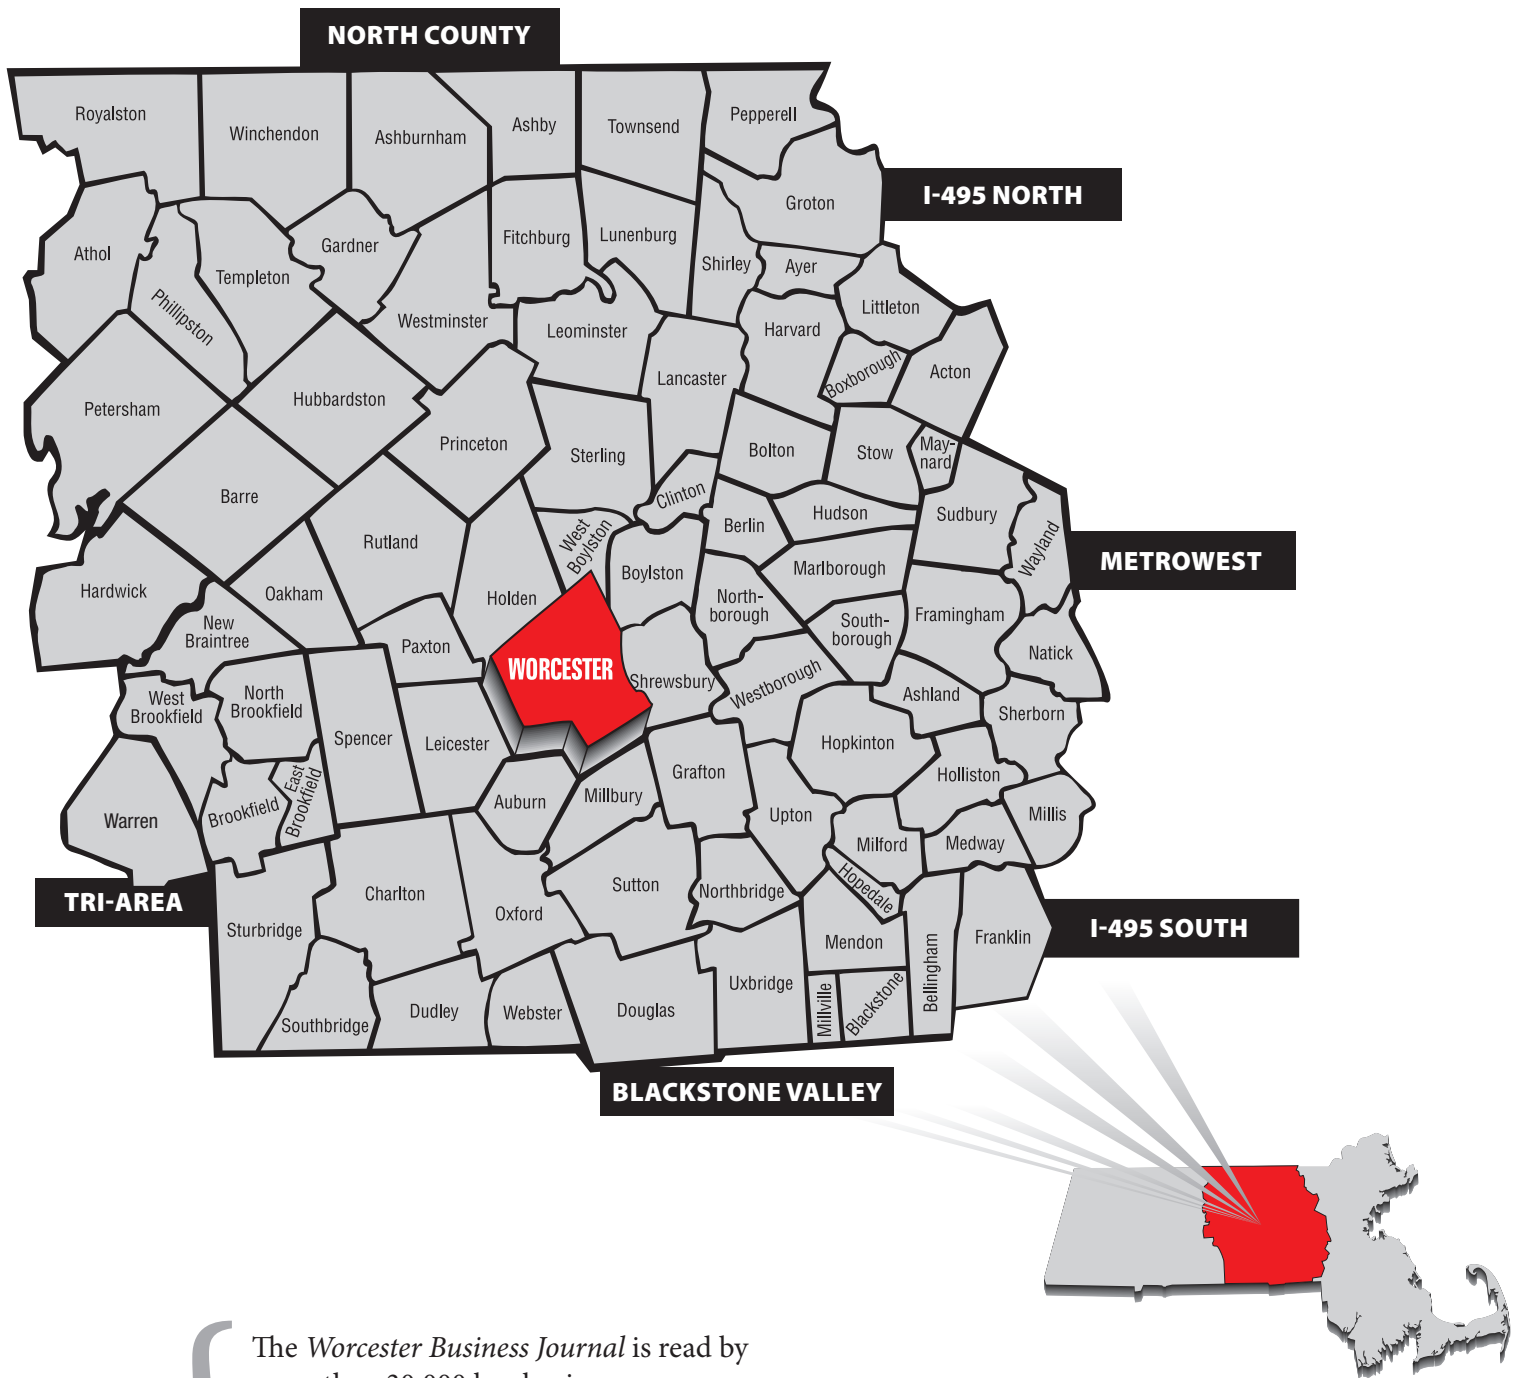 NORTH COUNTY
Royalston
Winchendon
Ashburnham
Ashby
Townsend
Pepperell
I-495 NORTH
Groton
Athol
Phillipston
Templeton
Gardner
Westminster
Fitchburg
Lunenburg
Shirley
Ayer
Littleton
Leominster
Harvard
Boxborough
Acton
Lancaster
Petersham
Hubbardston
Princeton
Sterling
Bolton
Stow
May-
nard
Clinton
Barre
Rutland
West
Boylston
Boylston
Berlin
Hudson
Sudbury
Wayland
METROWEST
Marlborough
Hardwick
Oakham
Holden
North-
borough
South-
borough
Framingham
New
Braintree
Paxton
WORCESTER
Shrewsbury
Westborough
Natick
Ashland
Sherborn
West
Brookfield
North
Brookfield
Spencer
Leicester
Hopkinton
Holliston
Grafton
East
Brookfield
Brookfield
Warren
Auburn
Millbury
Upton
Milford
Medway
Millis
TRI-AREA
Charlton
Sutton
Northbridge
Hopedale
Sturbridge
Oxford
Mendon
Bellingham
Franklin
I-495 SOUTH
Southbridge
Dudley
Webster
Douglas
Uxbridge
Millville
Blackstone
BLACKSTONE VALLEY
{
The Worcester Business Journal is read by